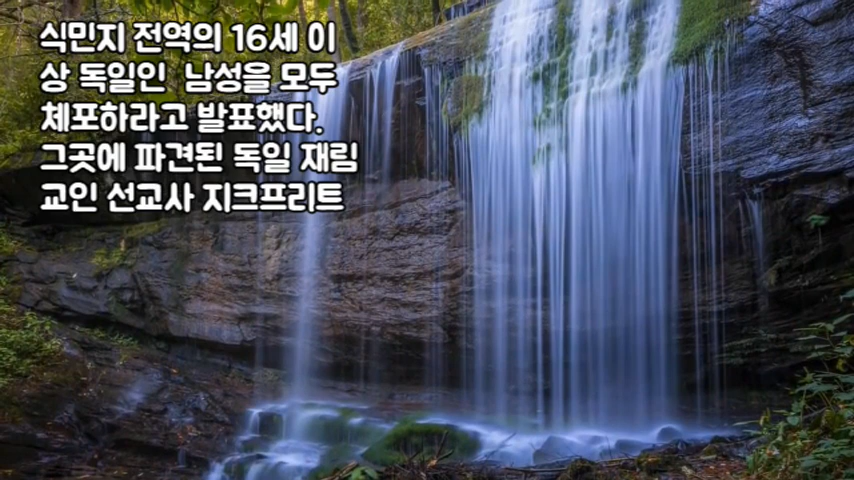 식민지 전역의 16세 이
상 독일인  남성을 모두
체포하라고 발표했다.
그곳에 파견된 독일 재림
교인 선교사 지크프리트